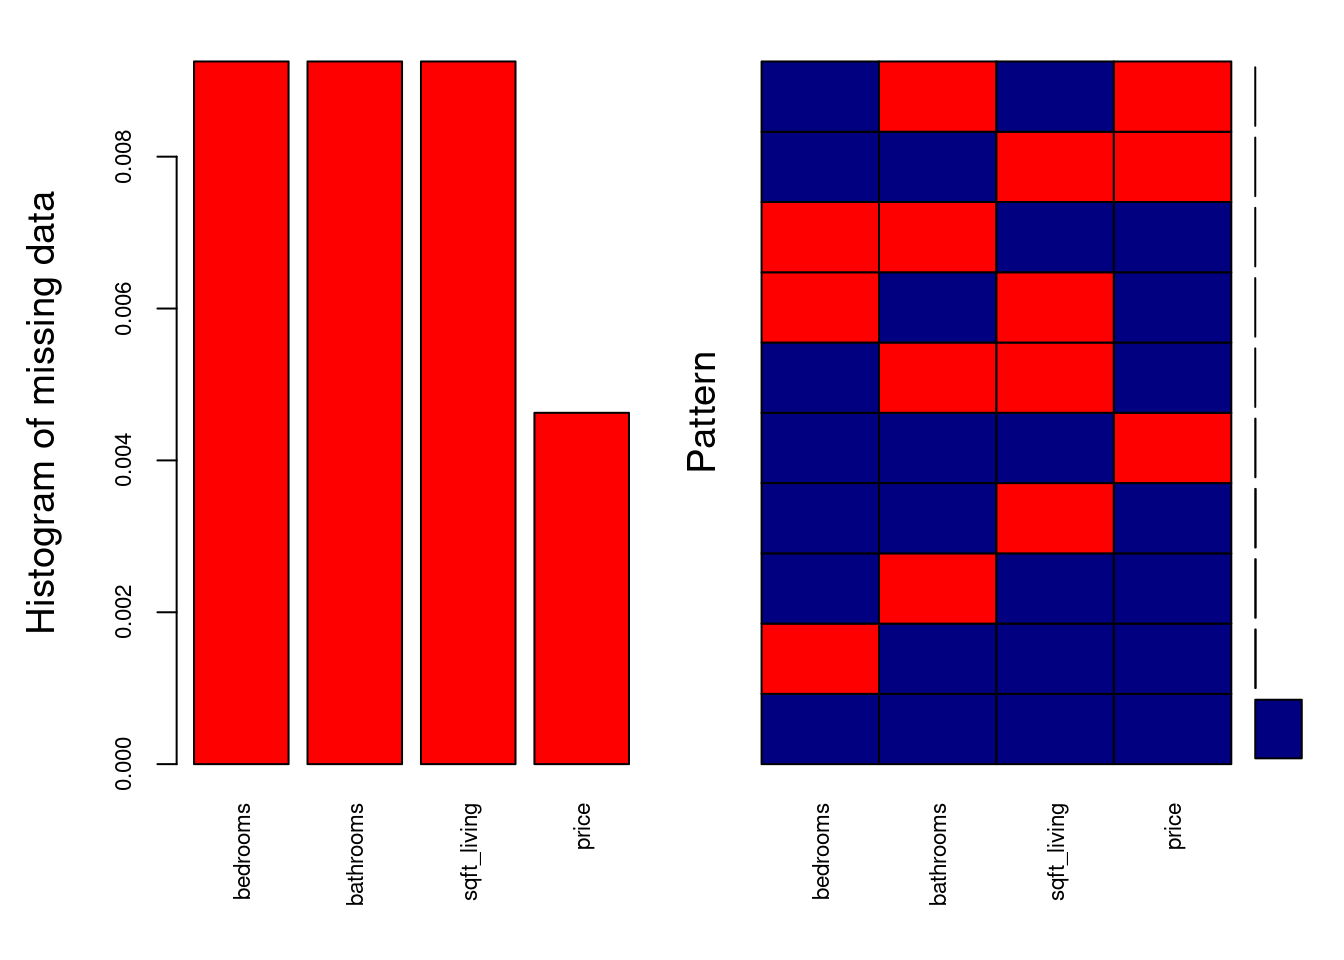 Histogram of missing data
0.008
0.006
0.004
0.002
0.000
bedrooms
bathrooms
sqft_living
price
Pattern
bedrooms
bathrooms
sqft_living
price